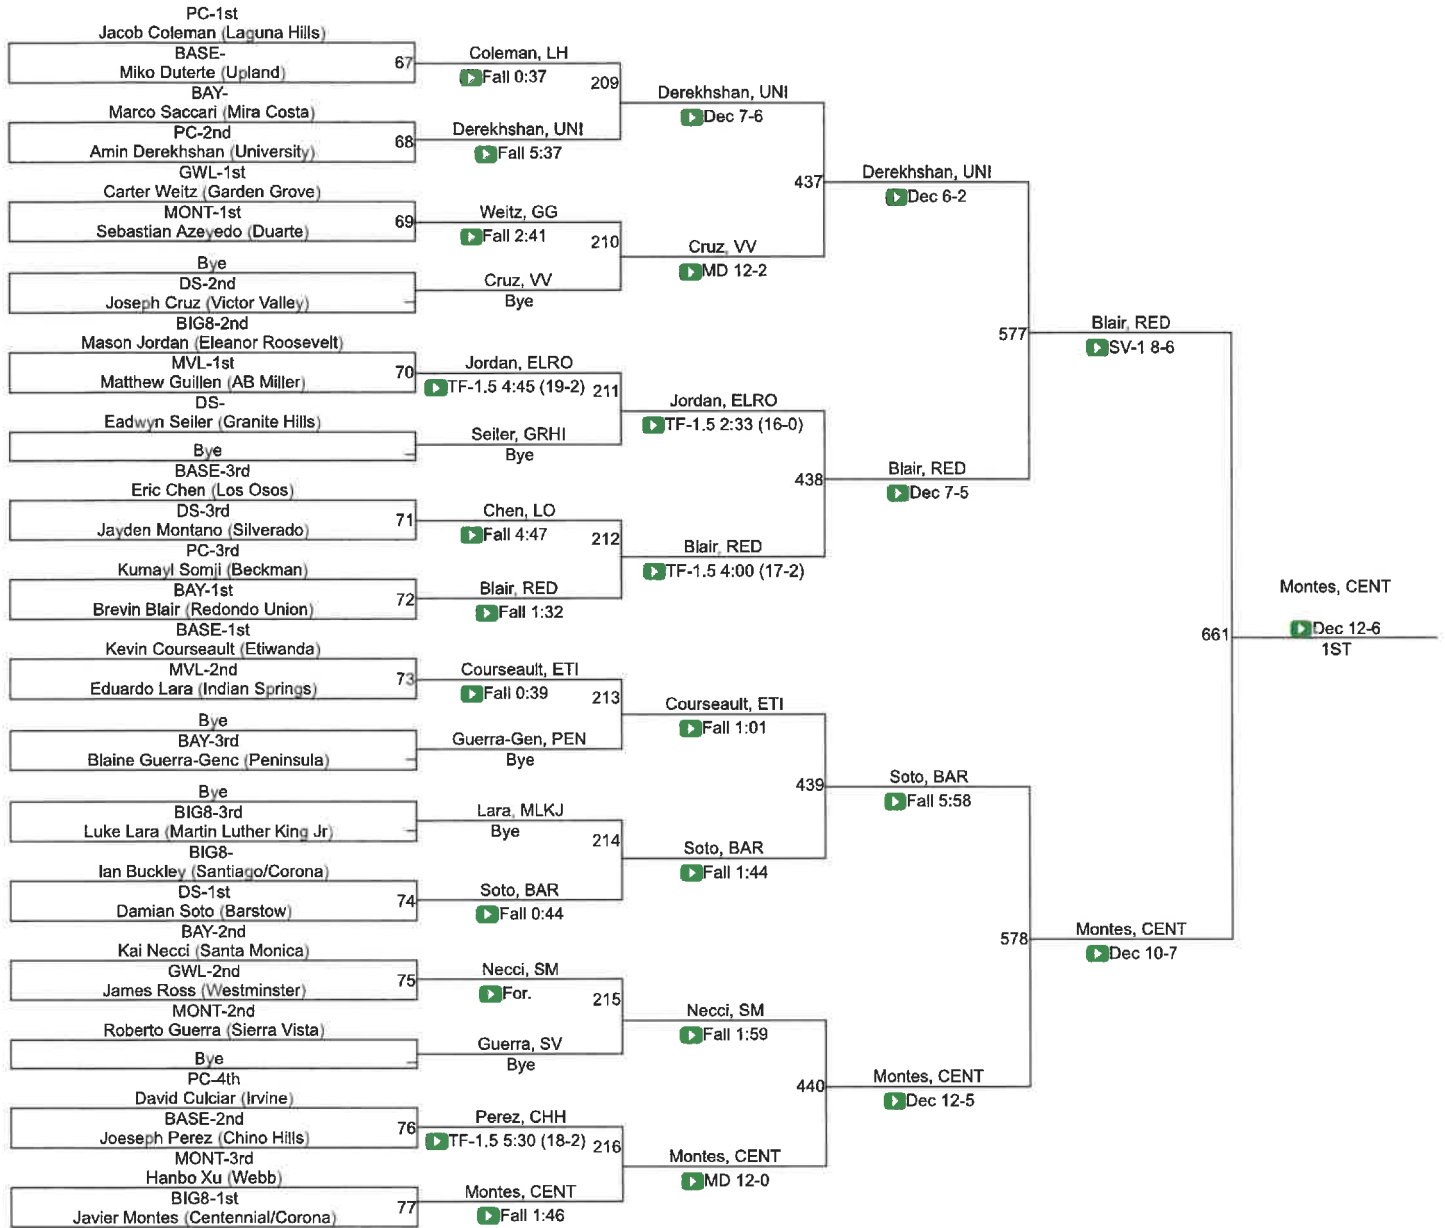 PC-1st
Jacob Coleman (Laguna Hills)
BASE-
Miko Duterte (Upland)
67
BAY-
Marco Saccari (Mira Costa)
PC-2nd
Amin Derekhshan (University)
68
GWL-1st
Carter Weitz (Garden Grove)
MONT-1st
Sebastian Azeyedo (Duarte)
69
Bye
DS-2nd
Joseph Cruz (Victor Valley)
BIG8-2nd
Mason Jordan (Eleanor Roosevelt)
MVL-1st
Matthew Guillen (AB Miller)
70
DS-
Eadwyn Seiler (Granite Hills)
Bye
BASE-3rd
Eric Chen (Los Osos)
DS-3rd
Jayden Montano (Silverado)
71
PC-3rd
Kumayl Somji (Beckman)
BAY-1st
Brevin Blair (Redondo Union)
72
BASE-1st
Kevin Courseault (Etiwanda)
MVL-2nd
Eduardo Lara (Indian Springs)
73
Bye
BAY-3rd
Blaine Guerra-Genc (Peninsula)
Bye
BIG8-3rd
Luke Lara (Martin Luther King Jr)
BIG8-
Ian Buckley (Santiago/Corona)
DS-1st
Damian Soto (Barstow)
74
BAY-2nd
Kai Necci (Santa Monica)
GWL-2nd
James Ross (Westminster)
75
MONT-2nd
Roberto Guerra (Sierra Vista)
Bye
PC-4th
David Culciar (Irvine)
BASE-2nd
Joeseph Perez (Chino Hills)
76
MONT-3rd
Hanbo Xu (Webb)
BIG8-1st
Javier Montes (Centennial/Corona)
77
Coleman, LH
Fall 0:37
209
Derekhshan, UNI
Fall 5:37
Weitz, GG
Fall 2:41
210
Cruz, VV
Bye
Jordan, ELRO
TF-1.5 4:45 (19-2)
211
Seiler, GRHI
Bye
Chen, LO
Fall 4:47
212
Blair, RED
Fall 1:32
Courseault, ETI
Fall 0:39
213
Guerra-Gen, PEN
Bye
Lara, MLKJ
Bye
214
Soto, BAR
Fall 0:44
Necci, SM
For.
215
Guerra, SV
Bye
Perez, CHH
TF-1.5 5:30 (18-2)
216
Montes, CENT
Fall 1:46
Derekhshan, UNI
Dec 7-6
437
Cruz, VV
MD 12-2
Jordan, ELRO
TF-1.5 2:33 (16-0)
438
Blair, RED
TF-1.5 4:00 (17-2)
Courseault, ETI
Fall 1:01
439
Soto, BAR
Fall 1:44
Necci, SM
Fall 1:59
440
Montes, CENT
MD 12-0
Derekhshan, UNI
Dec 6-2
577
Blair, RED
Dec 7-5
Soto, BAR
Fall 5:58
578
Montes, CENT
Dec 12-5
Blair, RED
SV-1 8-6
661
Montes, CENT
Dec 10-7
Montes, CENT
Dec 12-6
1ST